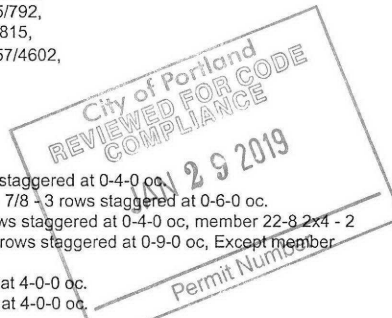 5/792,
815,
57/4602,
City of Portland
REVIEWED FOR CODE
COMPLIANCE
JAN 29 2019
Permit Number
staggered at 0-4-0 oc.
7/8 - 3 rows staggered at 0-6-0 oc.
ws staggered at 0-4-0 oc, member 22-8 2x4 - 2
rows staggered at 0-9-0 oc, Except member
at 4-0-0 oc.
at 4-0-0 oc.